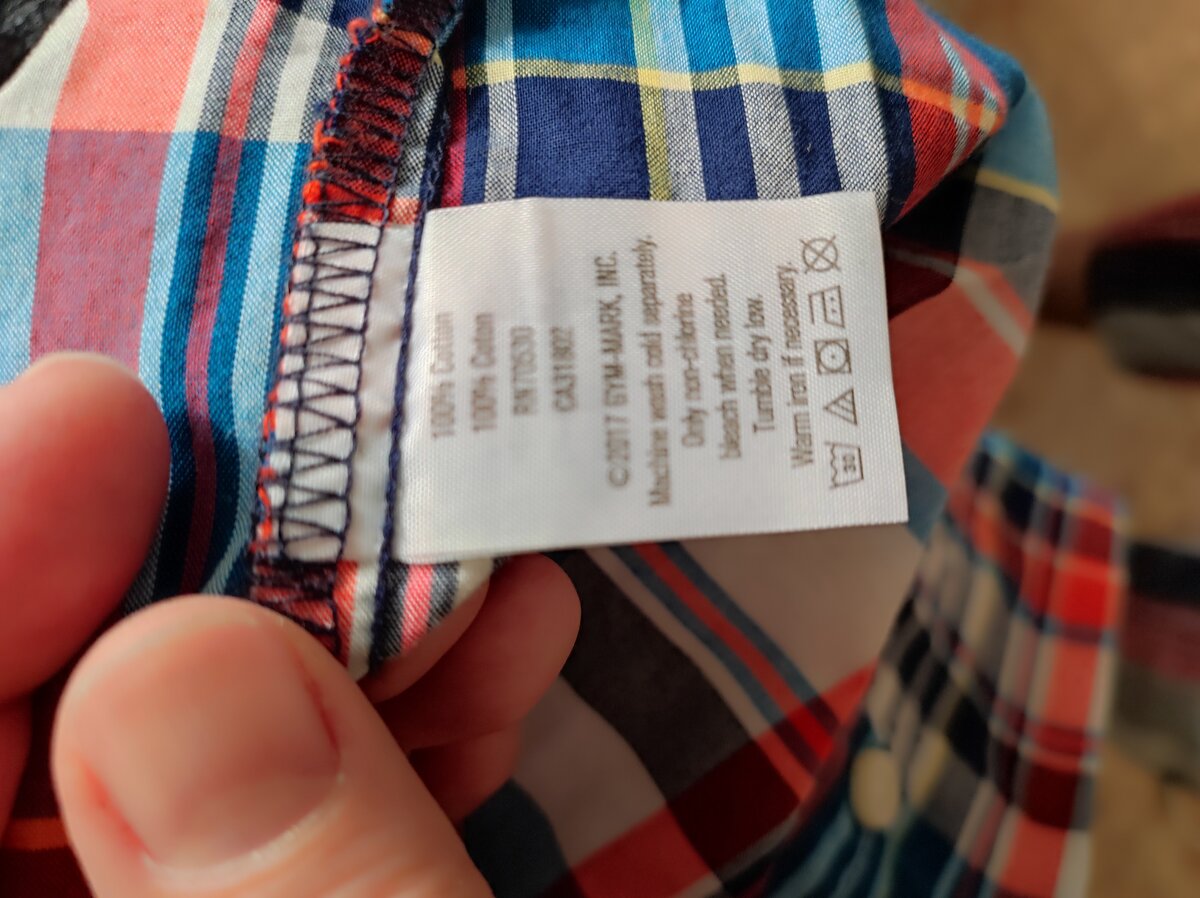 100% Cotton
100% Coton
RN70530
CA31902
©2017 GYM-MARK, INC.
Machine wash cold separately.
Only non-chlorine
bleach when needed.
Tumble dry low.
Warm iron if necessary.
30